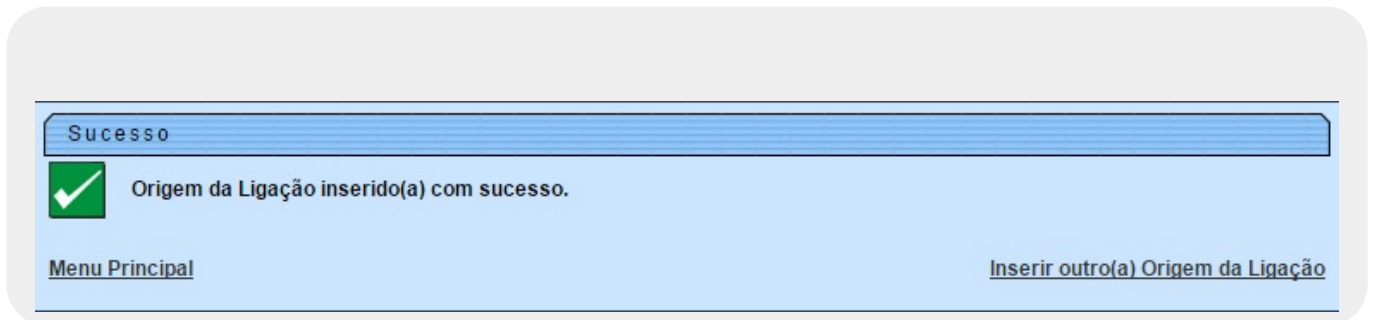 Sucesso
Origem da Ligação inserido(a) com sucesso.
Menu Principal
Inserir outro(a) Origem da Ligação